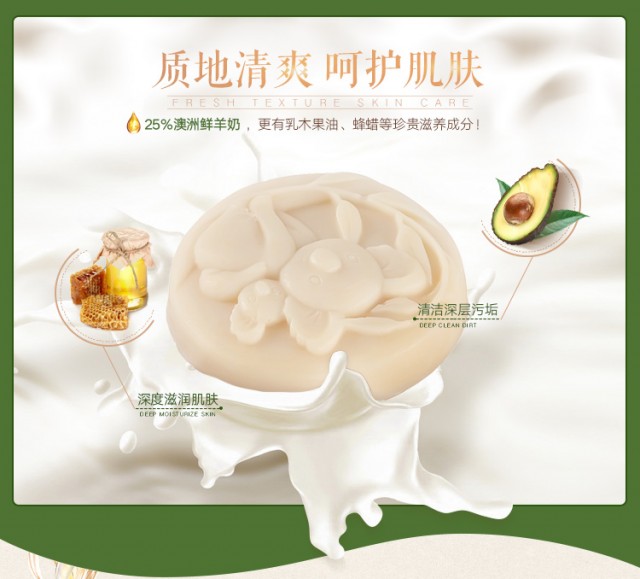 质地清爽 呵护肌肤
FRESH TEXTURE SKIN CARE
25%澳洲鲜羊奶，更有乳木果油、蜂蜡等珍贵滋养成分！
清洁深层污垢
DEEP CLEAN DIRT
深度滋润肌肤
DEEP MOISTURIZE SKIN